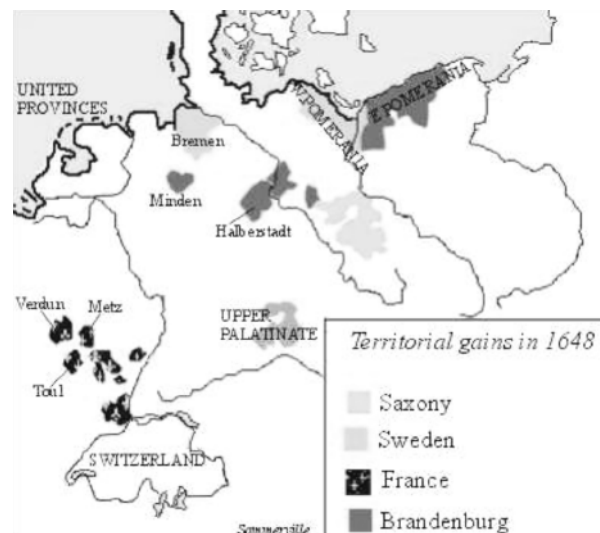 UNITED
PROVINCES
W.POMERANIA
E.POMERANIA
Bremen
Minden
Halberstadt
Verdun
Metz
Toul
UPPER
PALATINATE
SWITZERLAND
Sommerville
Territorial gains in 1648
Saxony
Sweden
France
Brandenburg